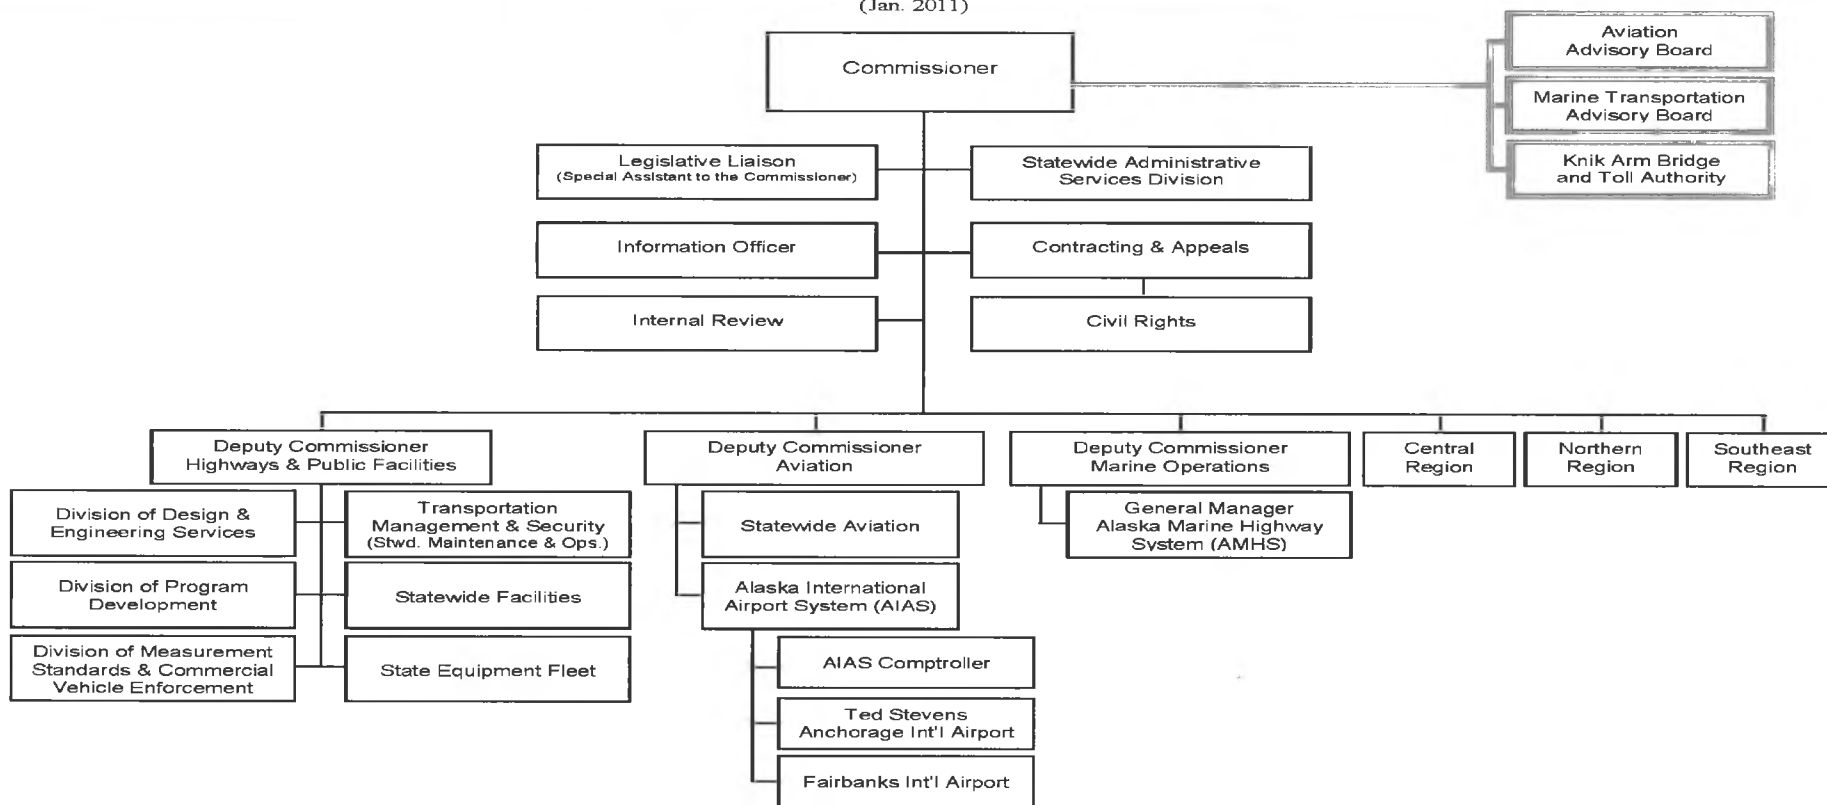 (Jan. 2011)
Commissioner
Aviation
Advisory Board
Marine Transportation
Advisory Board
Knik Arm Bridge
and Toll Authority
Legislative Liaison
(Special Assistant to the Commissioner)
Statewide Administrative
Services Division
Information Officer
Contracting & Appeals
Internal Review
Civil Rights
Deputy Commissioner
Highways & Public Facilities
Deputy Commissioner
Aviation
Deputy Commissioner
Marine Operations
Central
Region
Northern
Region
Southeast
Region
Division of Design &
Engineering Services
Transportation
Management & Security
(Stwd. Maintenance & Ops.)
Division of Program
Development
Statewide Facilities
Division of Measurement
Standards & Commercial
Vehicle Enforcement
State Equipment Fleet
Statewide Aviation
Alaska International
Airport System (AIAS)
AIAS Comptroller
Ted Stevens
Anchorage Int'l Airport
Fairbanks Int'l Airport
General Manager
Alaska Marine Highway
System (AMHS)